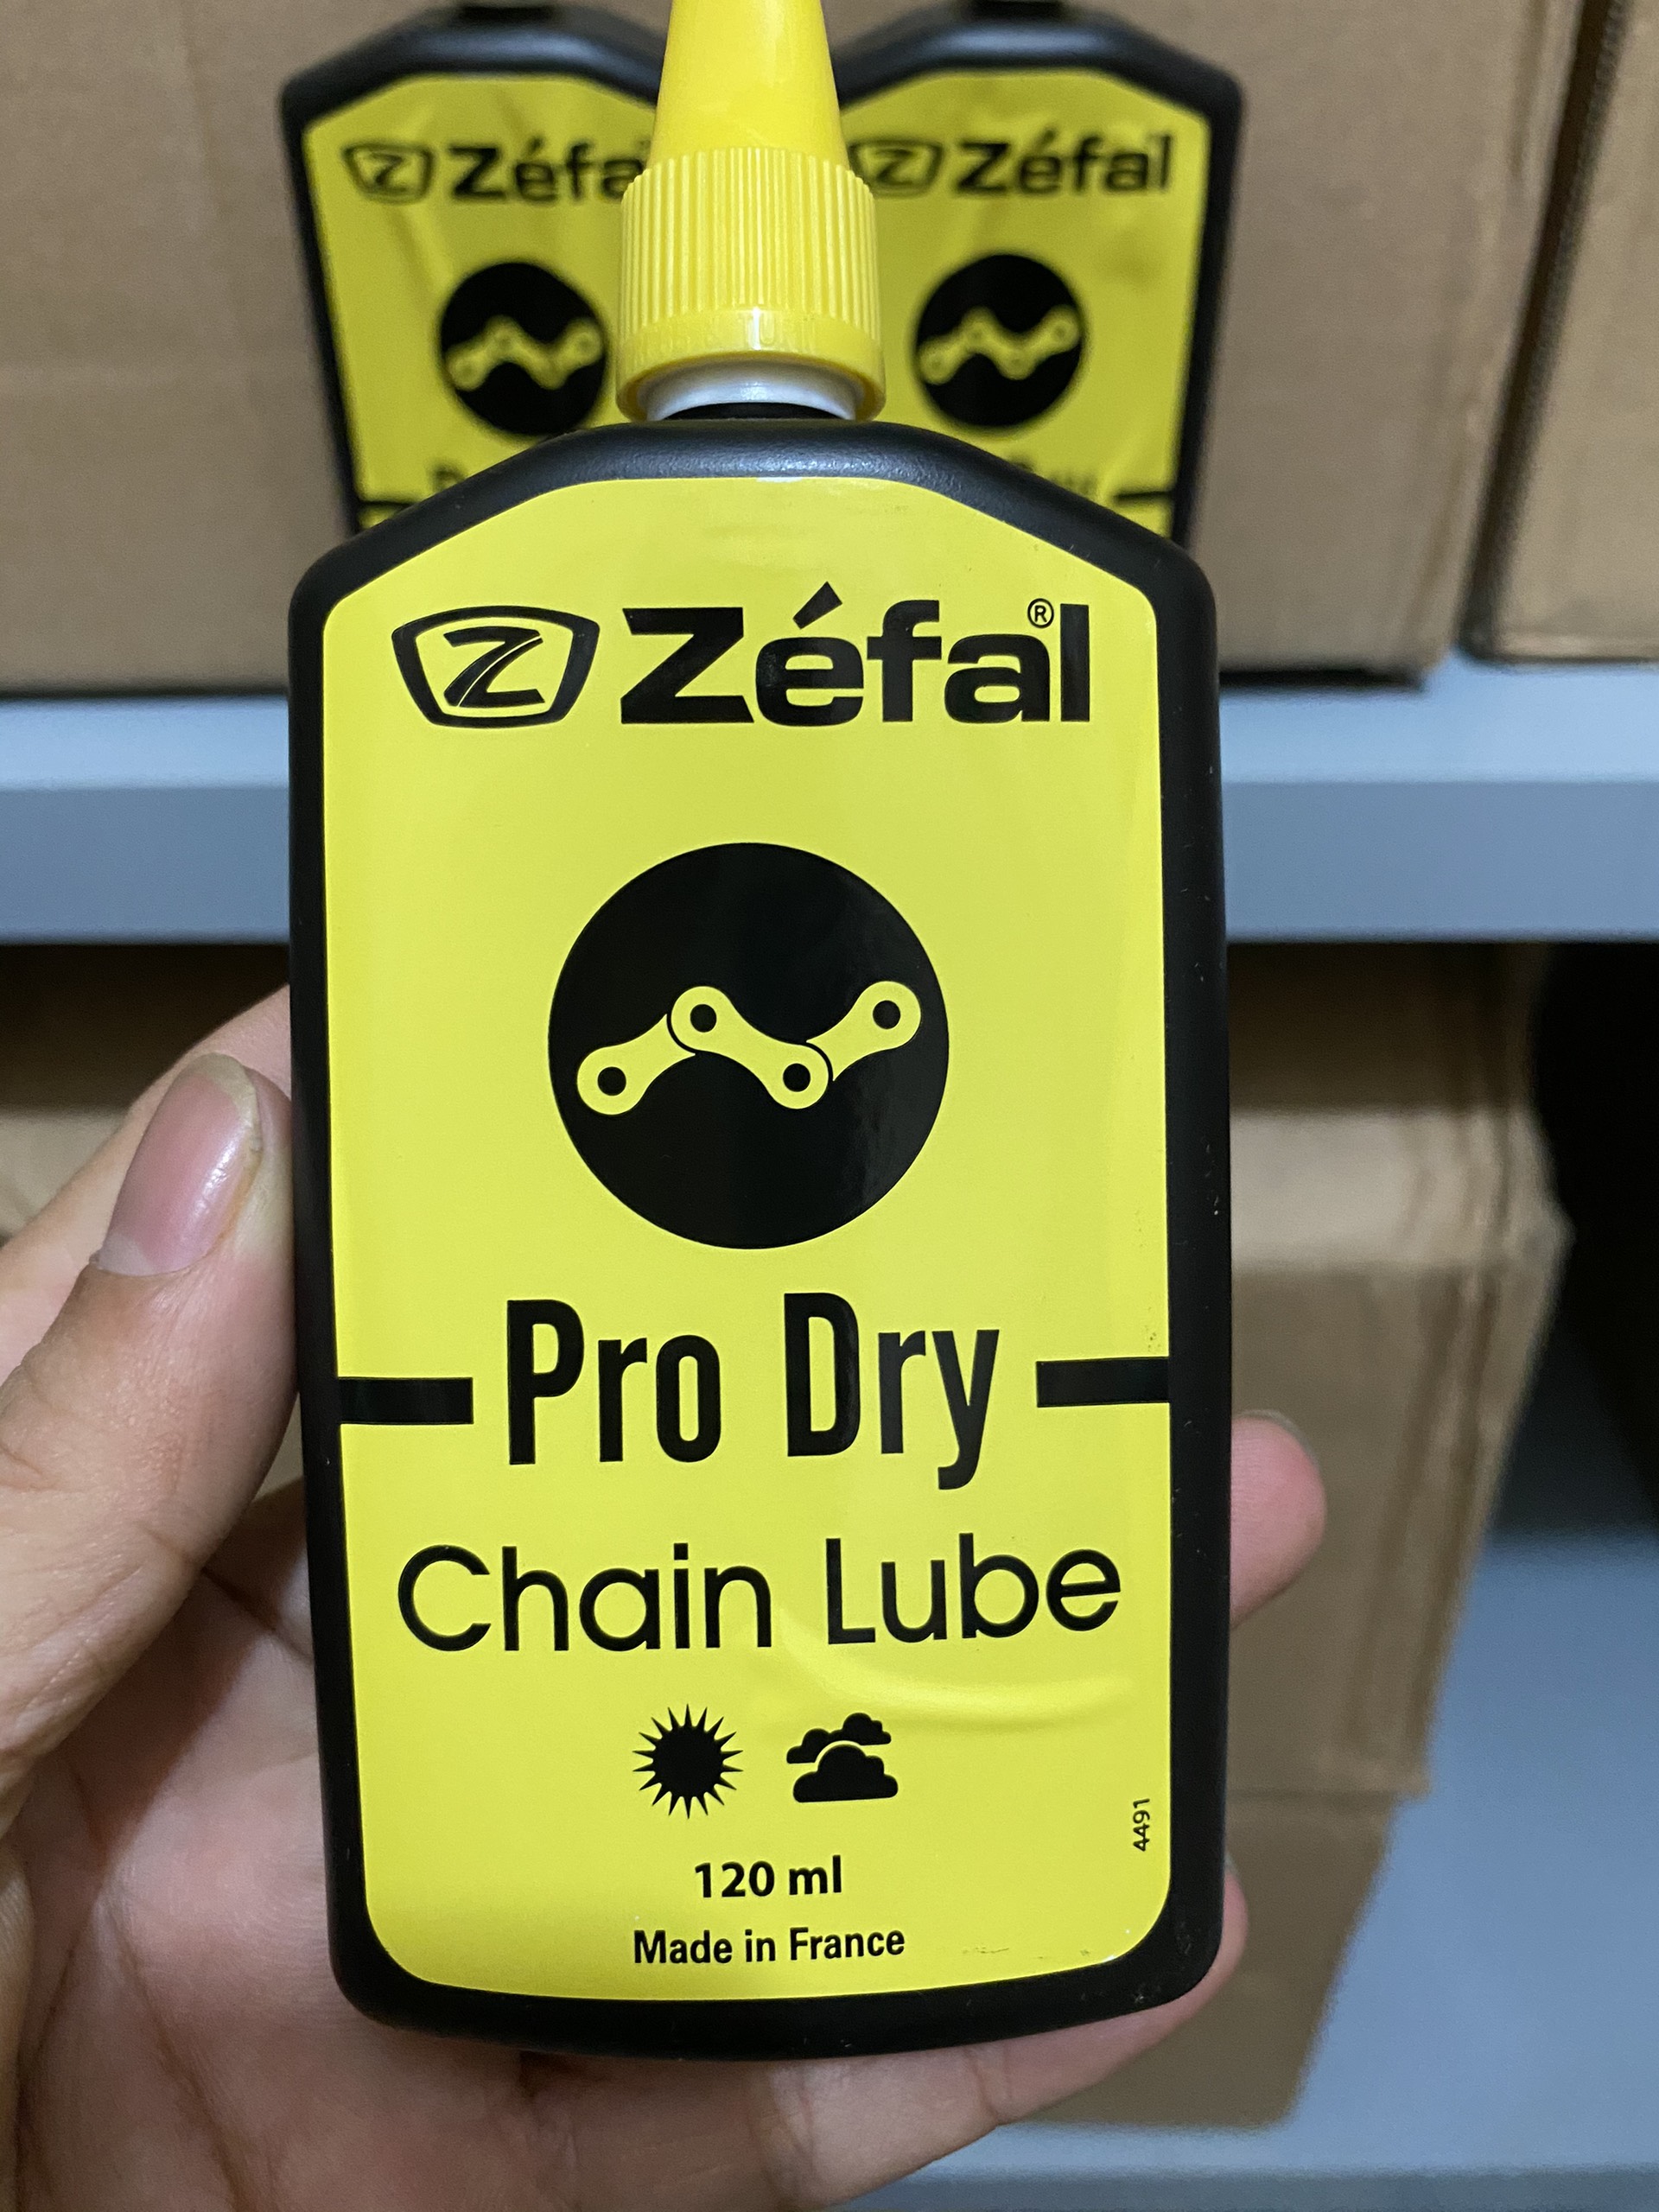 Zéfal
Zéfal
Zéfal®
Pro Dry
Chain Lube
4491
120 ml
Made in France